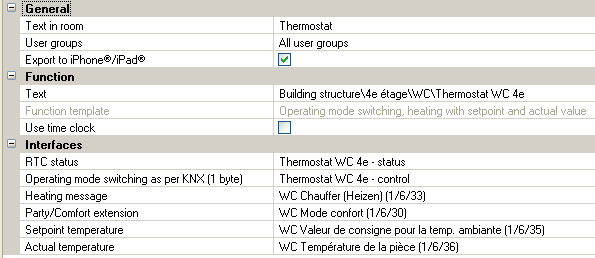 General
Text in room Thermostat
User groups All user groups
Export to iPhone®/iPad®
Function
Text Building structure\4e étage\WC\Thermostat WC 4e
Function template Operating mode switching, heating with setpoint and actual value
Use time clock
Interfaces
RTC status Thermostat WC 4e - status
Operating mode switching as per KNX (1 byte) Thermostat WC 4e - control
Heating message WC Chauffer (Heizen) (1/6/33)
Party/Comfort extension WC Mode confort (1/6/30)
Setpoint temperature WC Valeur de consigne pour la temp. ambiante (1/6/35)
Actual temperature WC Température de la pièce (1/6/36)